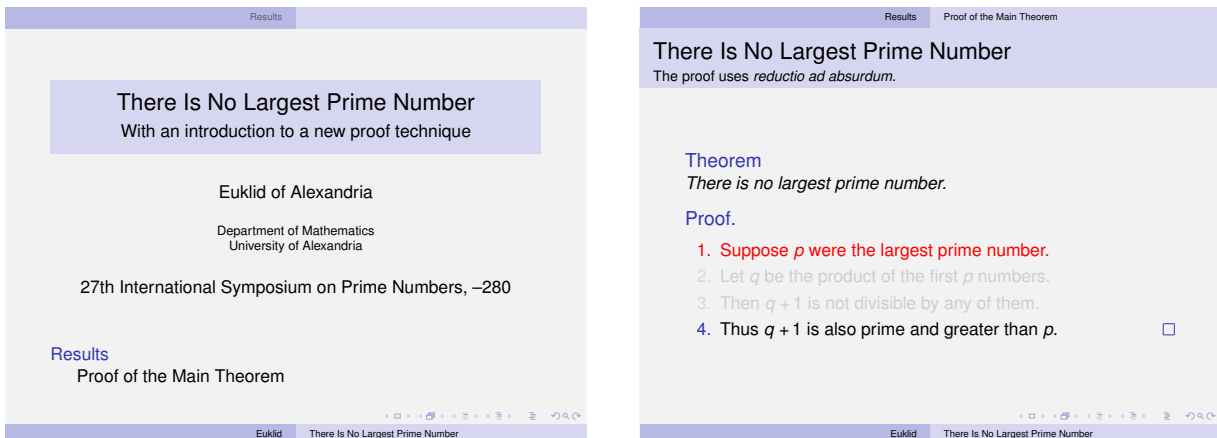 Results
There Is No Largest Prime Number
With an introduction to a new proof technique
Euklid of Alexandria
Department of Mathematics
University of Alexandria
27th International Symposium on Prime Numbers, –280
Results
Proof of the Main Theorem
Euklid There Is No Largest Prime Number
Results Proof of the Main Theorem
There Is No Largest Prime Number
The proof uses reductio ad absurdum.
Theorem
There is no largest prime number.
Proof.
1. Suppose p were the largest prime number.
2. Let q be the product of the first p numbers.
3. Then q + 1 is not divisible by any of them.
4. Thus q + 1 is also prime and greater than p. □
Euklid There Is No Largest Prime Number